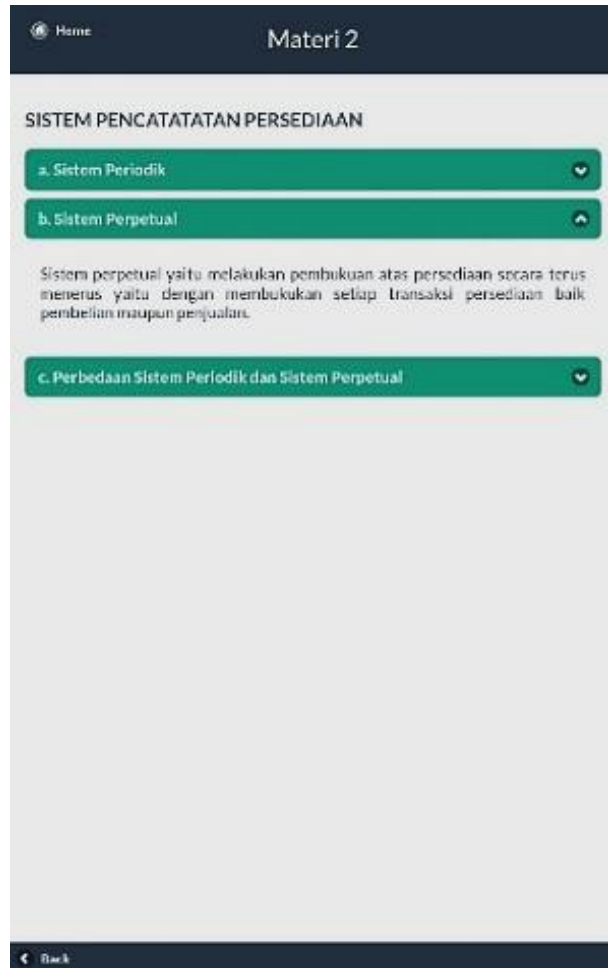 Home
Materi 2
SISTEM PENCATATATAN PERSEDIAAN
a. Sistem Periodik
b. Sistem Perpetual
Sistem perpetual yaitu melakukan pembukuan atas persediaan secara terus
menerus yaitu dengan membukukan setiap transaksi persediaan baik
pembelian maupun penjualan.
c. Perbedaan Sistem Periodik dan Sistem Perpetual
Back